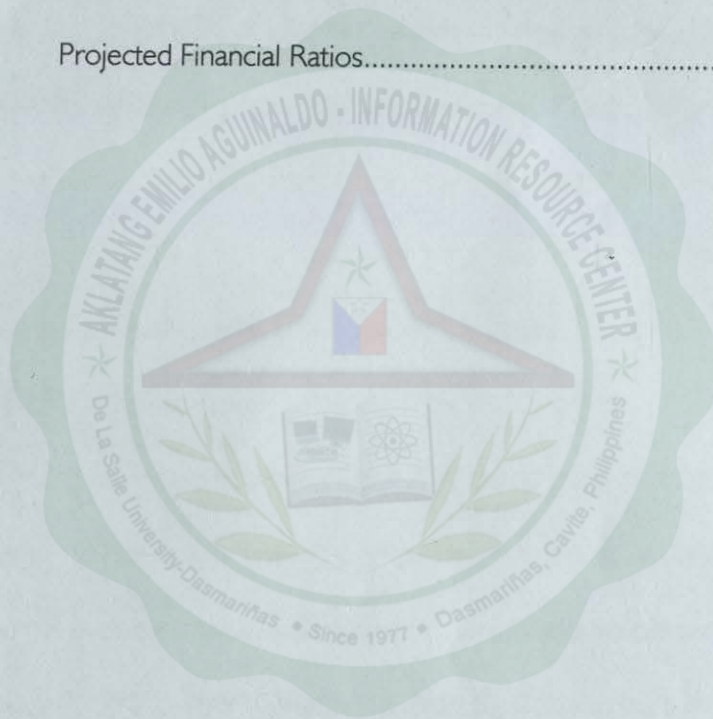 Projected Financial Ratios........................................................
AKLATANG EMILIO AGUINALDO - INFORMATION RESOURCE CENTER
De La Salle University-Dasmariñas • Since 1977 • Dasmariñas, Cavite, Philippines